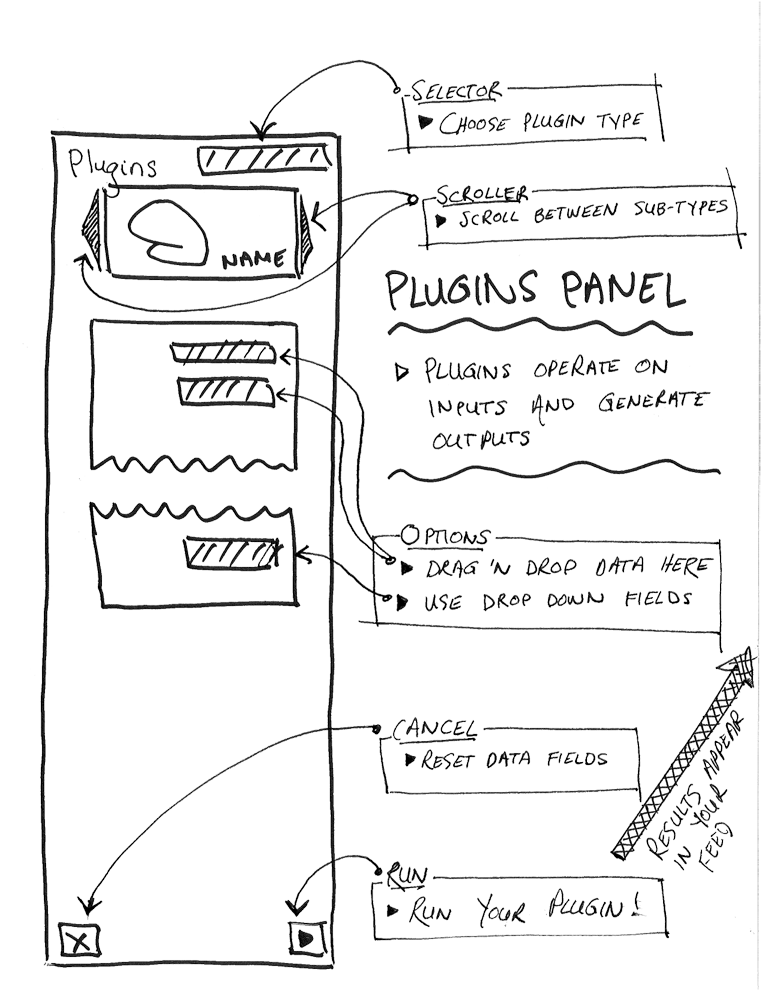 SELECTOR
CHOOSE PLUGIN TYPE
Plugins
SCROLLER
SCROLL BETWEEN SUB-TYPES
NAME
PLUGINS PANEL
PLUGINS OPERATE ON
INPUTS AND GENERATE
OUTPUTS
OPTIONS
DRAG 'N DROP DATA HERE
USE DROP DOWN FIELDS
CANCEL
RESET DATA FIELDS
RESULTS APPEAR
IN YOUR
FEED
RUN
RUN YOUR PLUGIN!
X